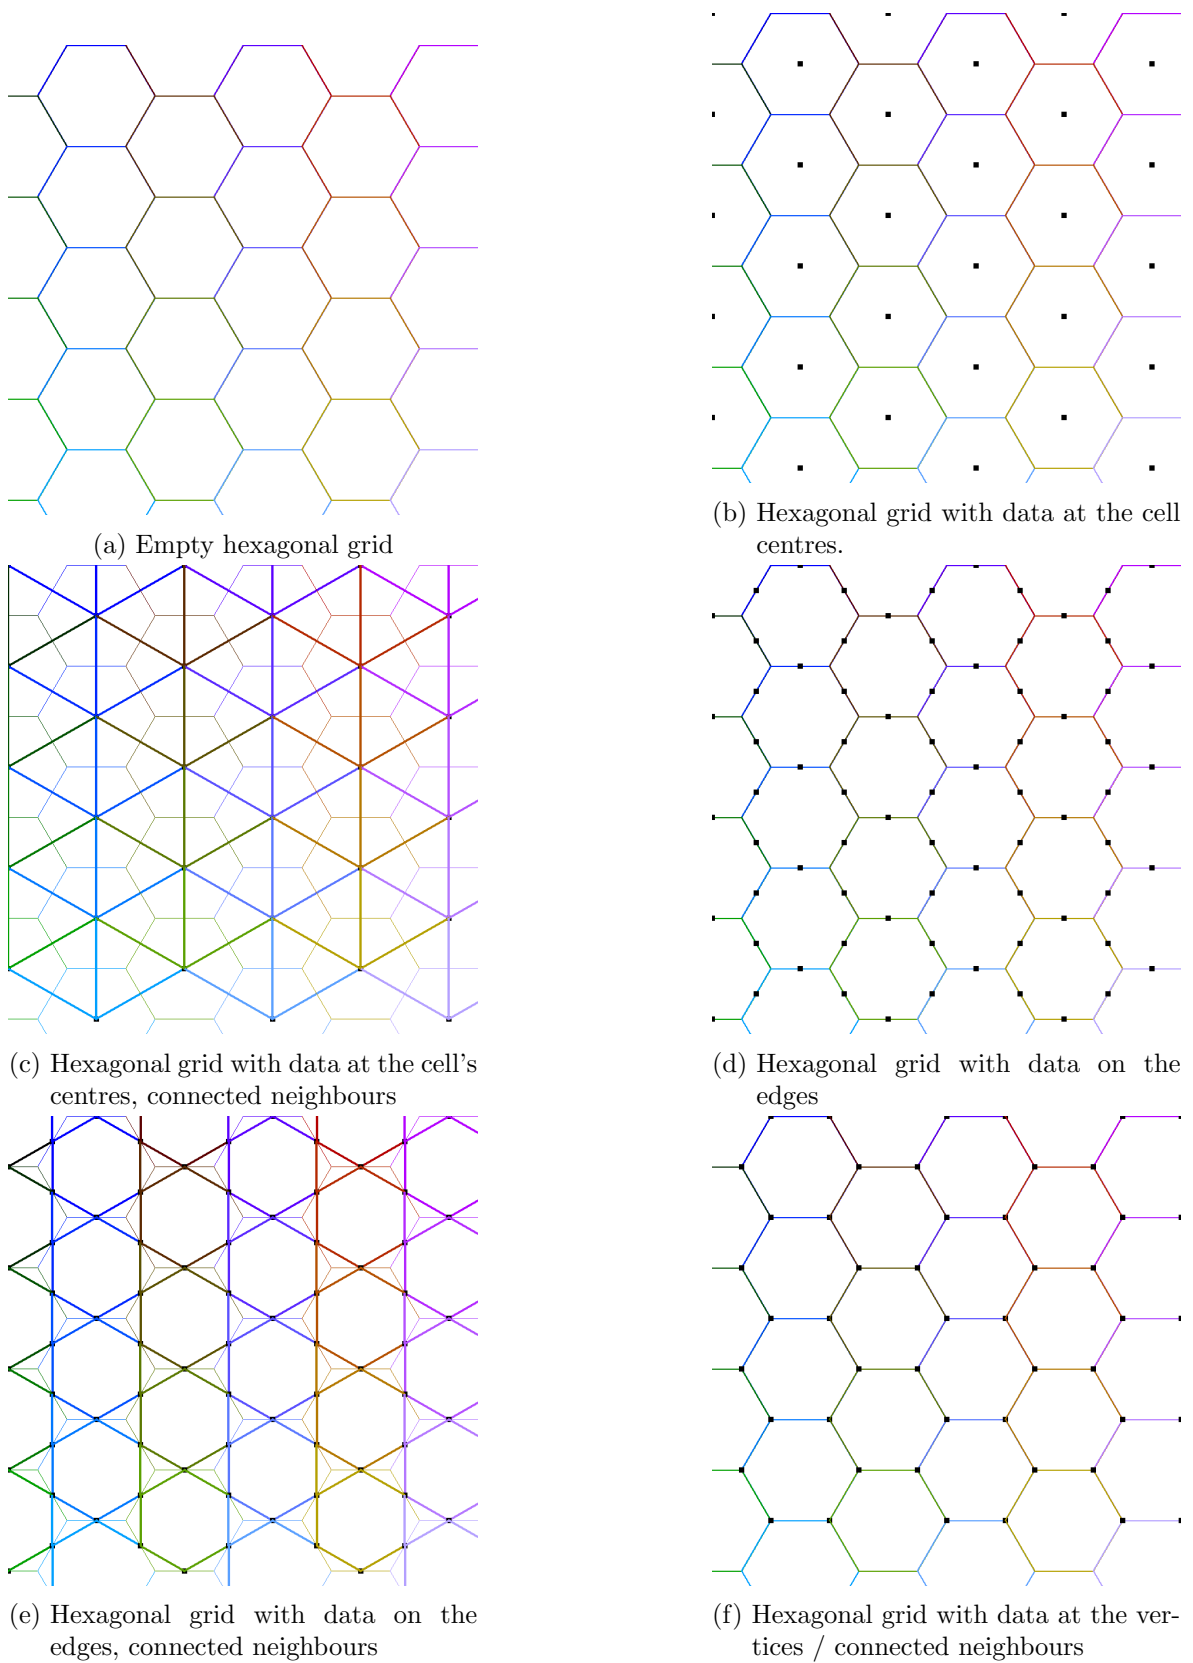 (a) Empty hexagonal grid
(b) Hexagonal grid with data at the cell
centres.
(c) Hexagonal grid with data at the cell's
centres, connected neighbours
(d) Hexagonal grid with data on the
edges
(e) Hexagonal grid with data on the
edges, connected neighbours
(f) Hexagonal grid with data at the ver-
tices / connected neighbours